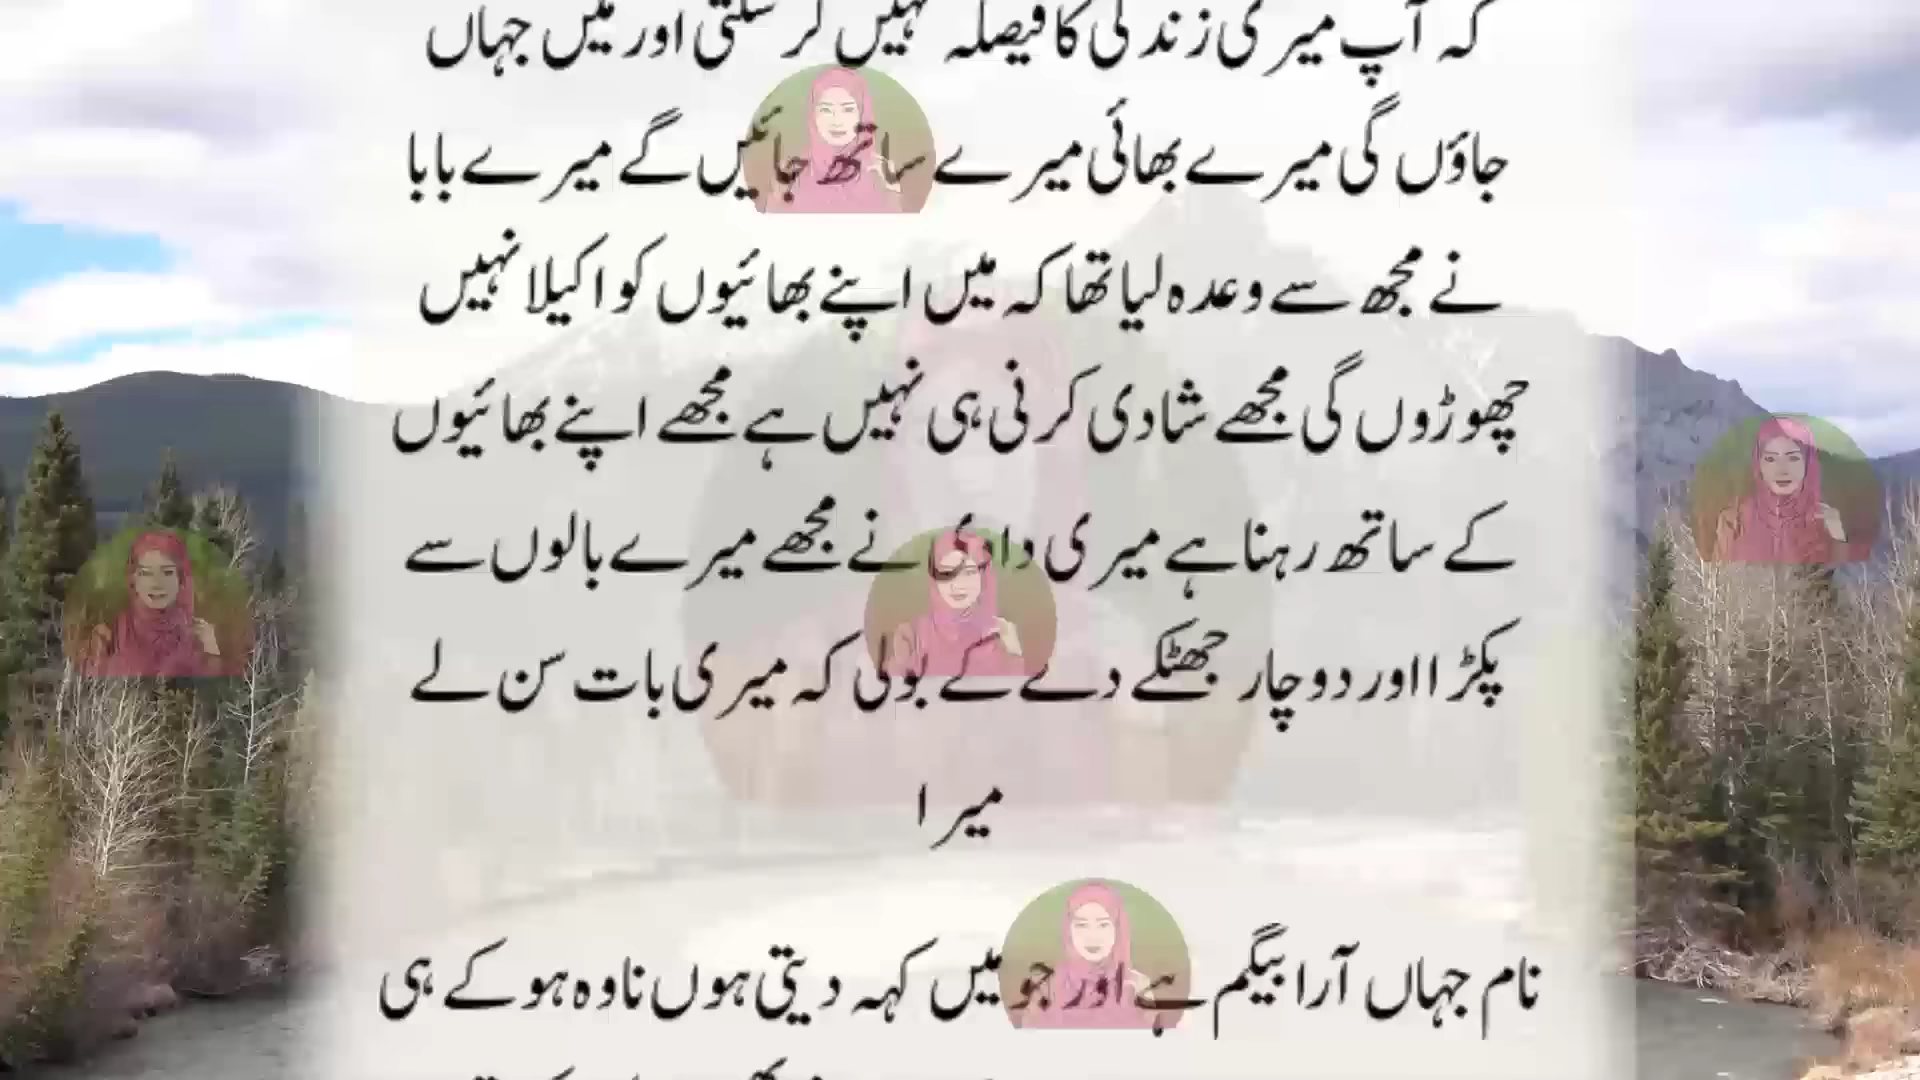 کہ آپ میری زندگی کا فیصلہ نہیں کر سکتی اور میں جہاں
جاؤں گی میرے بھائی میرے ساتھ جائیں گے میرے بابا
نے مجھ سے وعدہ لیا تھا کہ میں اپنے بھائیوں کو اکیلا نہیں
چھوڑوں گی مجھے شادی کرنی ہی نہیں ہے مجھے اپنے بھائیوں
کے ساتھ رہنا ہے میری دادی نے مجھے میرے بالوں سے
پکڑا اور دو چار جھٹکے دے کے بولی کہ میری بات سن لے
میرا
نام جہاں آرا بیگم ہے اور جو میں کہہ دیتی ہوں نا وہ ہو کے ہی